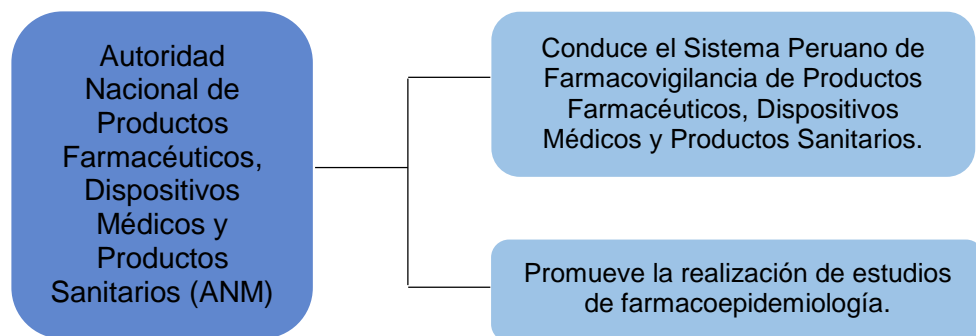 Autoridad
Nacional de
Productos
Farmacéuticos,
Dispositivos
Médicos y
Productos
Sanitarios (ANM)
Conduce el Sistema Peruano de
Farmacovigilancia de Productos
Farmacéuticos, Dispositivos
Médicos y Productos Sanitarios.
Promueve la realización de estudios
de farmacoepidemiología.